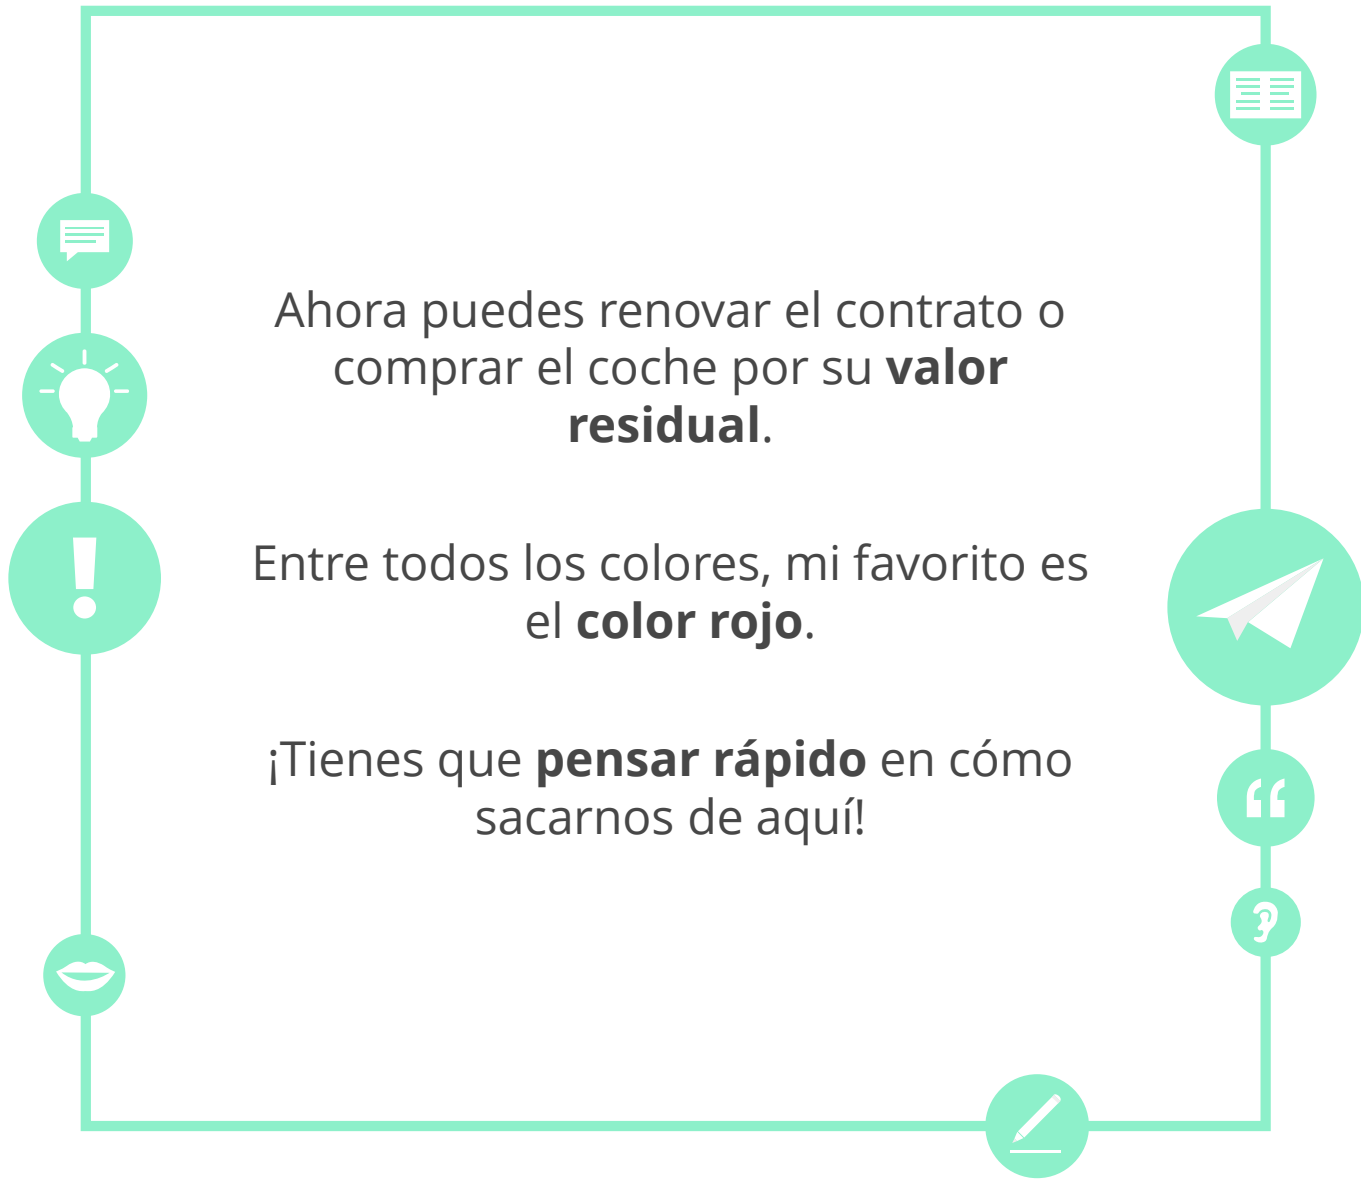 Ahora puedes renovar el contrato o
comprar el coche por su valor
residual.
Entre todos los colores, mi favorito es
el color rojo.
¡Tienes que pensar rápido en cómo
sacarnos de aquí!